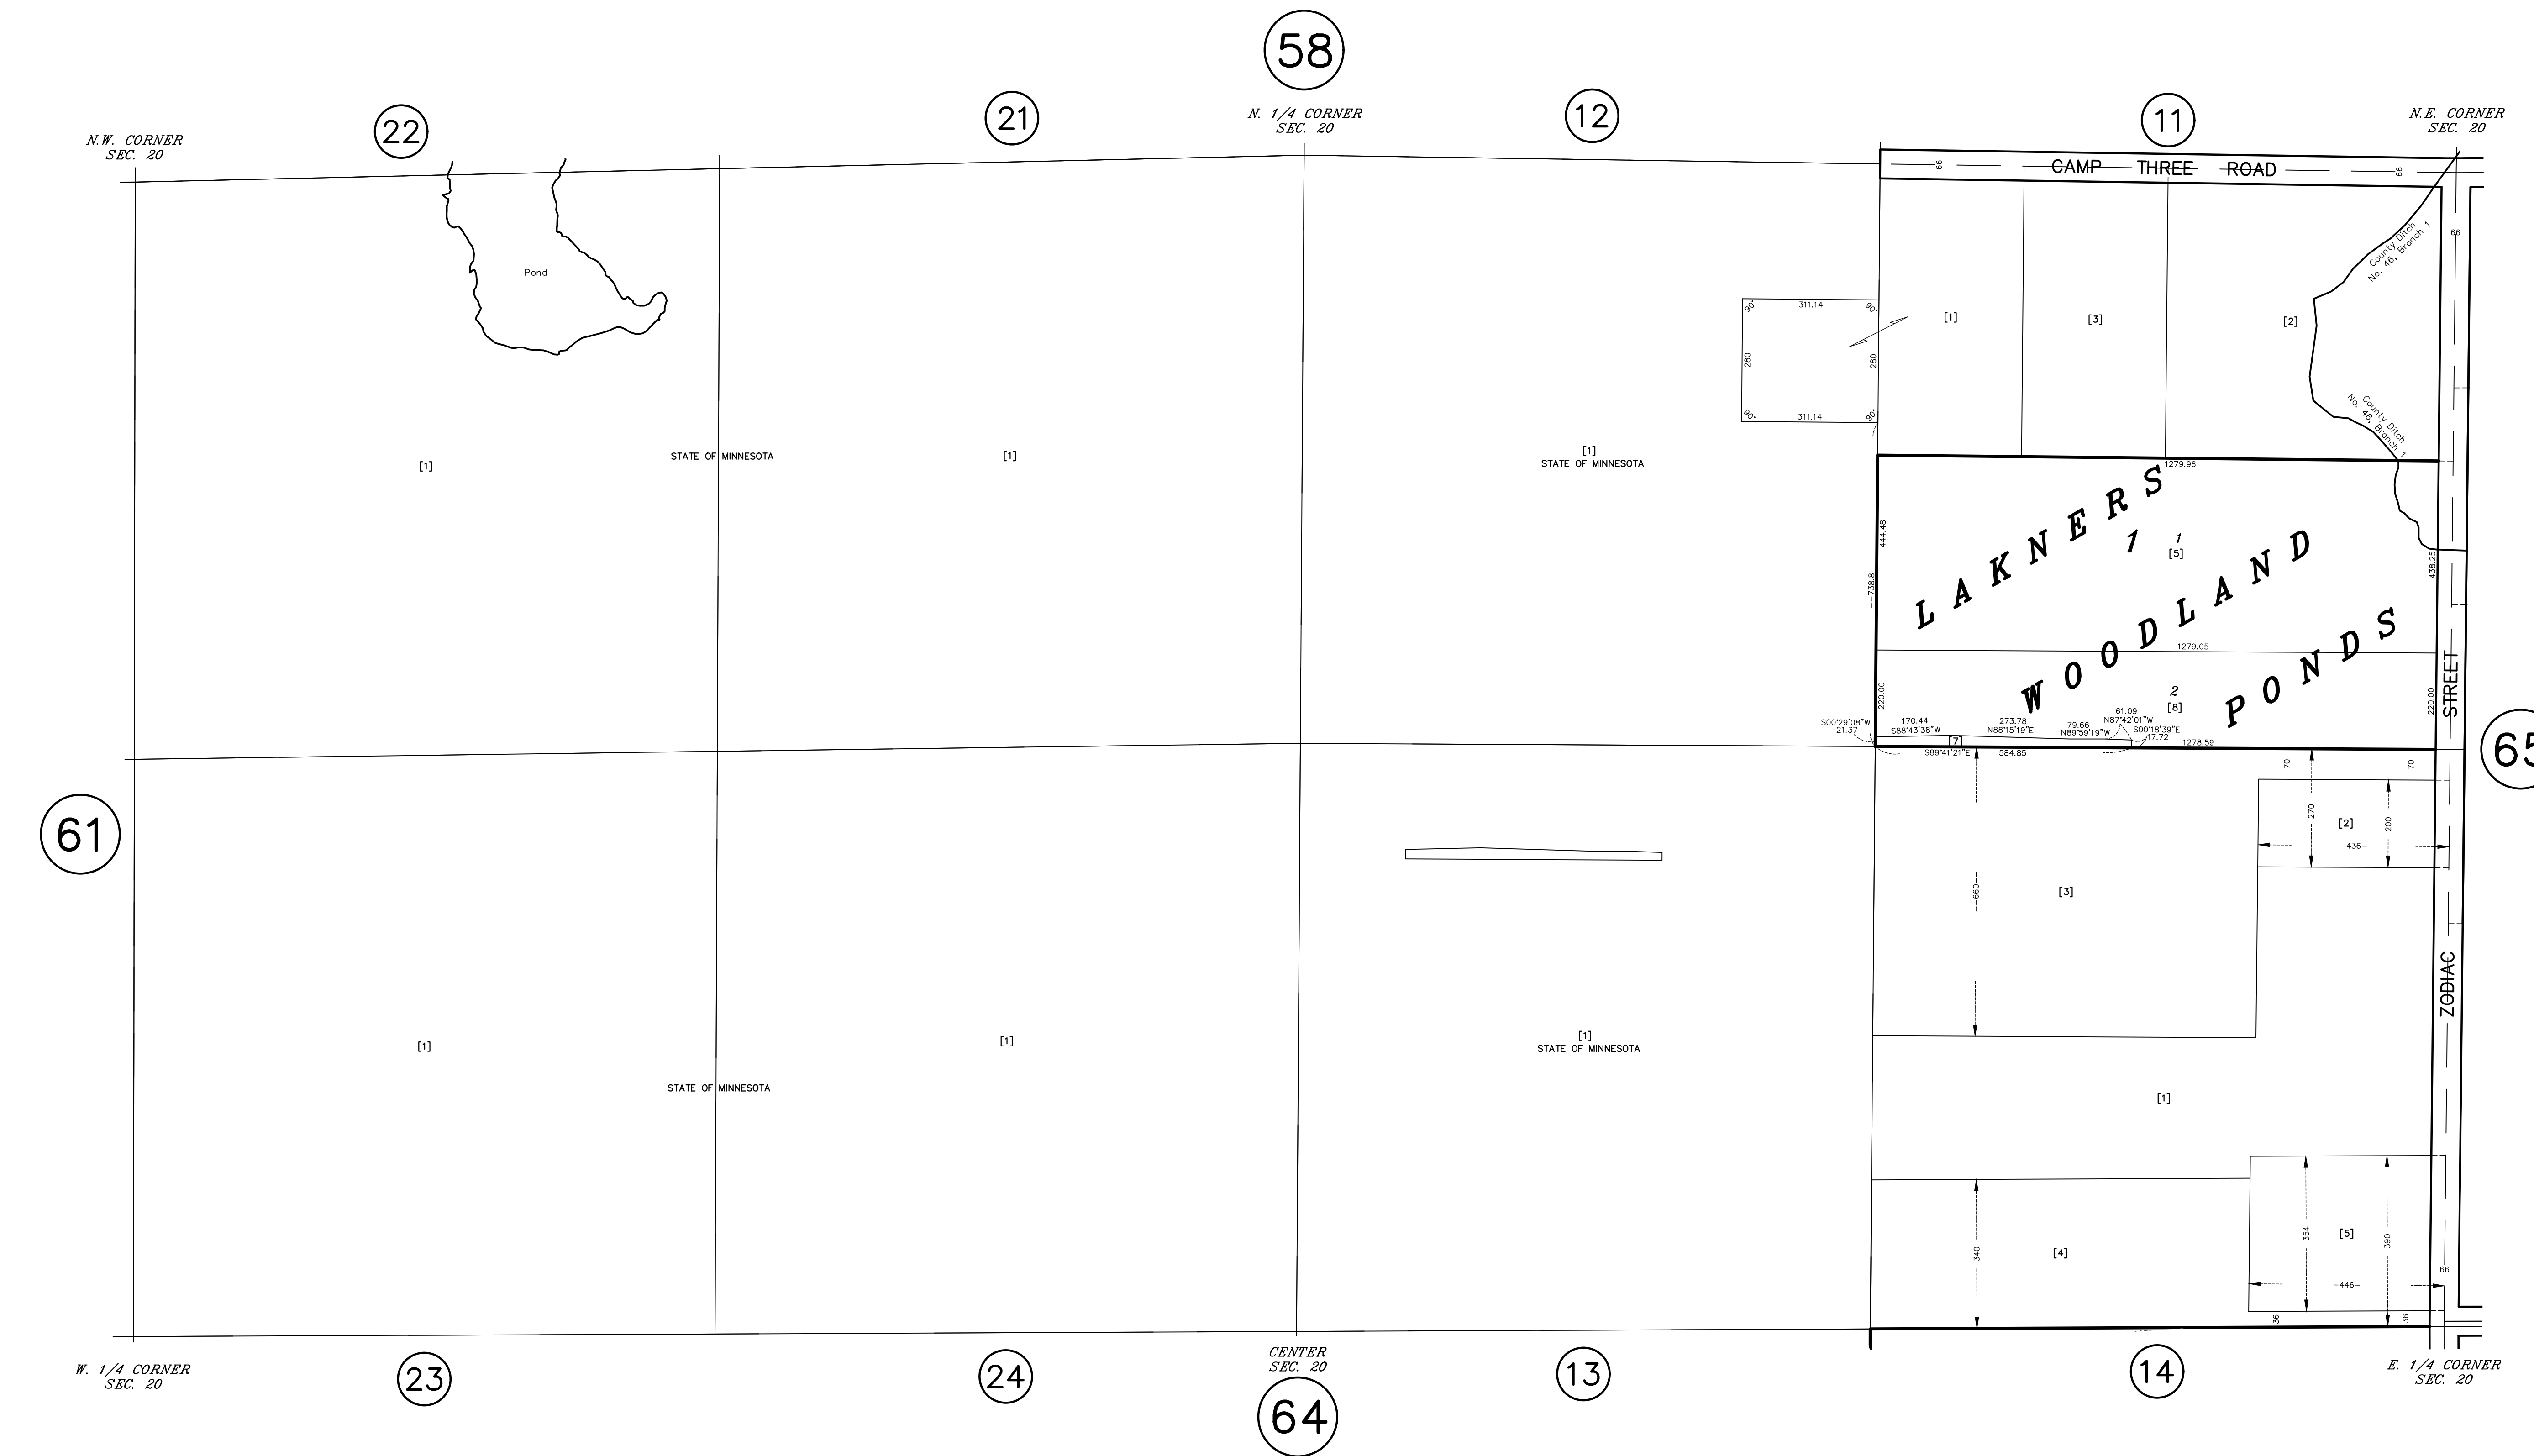 58
22
21
12
11
N.W. CORNER
SEC. 20
N. 1/4 CORNER
SEC. 20
N.E. CORNER
SEC. 20
66
CAMP THREE ROAD
66
66
County Ditch
No. 46, Branch 1
Pond
311.14
90°
90°
280
280
90°
90°
311.14
[1]
[3]
[2]
County Ditch
No. 46, Branch 1
[1]
STATE OF MINNESOTA
[1]
[1]
STATE OF MINNESOTA
1279.96
LAKNERS
1
1
[5]
444.48
738.8
438.25
WOODLAND
1279.05
PONDS
STREET
220.00
2
[8]
220.00
S00°29'08"W
21.37
170.44
S88°43'38"W
273.78
N88°15'19"E
79.66
N89°59'19"W
61.09
N87°42'01"W
S00°18'39"E
17.72
1278.59
[7]
S89°41'21"E
584.85
65
61
70
70
270
200
[2]
436
660
[3]
ZODIAC
[1]
[1]
[1]
STATE OF MINNESOTA
STATE OF MINNESOTA
[1]
354
[5]
390
340
[4]
446
66
36
36
W. 1/4 CORNER
SEC. 20
CENTER
SEC. 20
E. 1/4 CORNER
SEC. 20
23
24
13
14
64